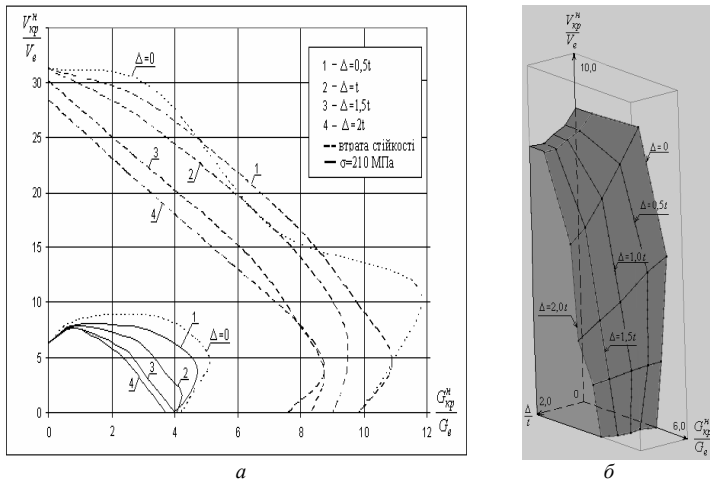 V^н_кр
V_e
35
30
25
20
15
10
5
0
0 2 4 6 8 10 12
Δ=0
1 – Δ=0,5t
2 – Δ=t
3 – Δ=1,5t
4 – Δ=2t
втрата стійкості
σ=210 МПа
3
4
2
1
1
Δ=0
2
3
4
G^н_кр
G_e
а
V^н_кр
V_e
10,0
Δ=0
Δ=0,5t
Δ=1,0t
Δ=2,0t
Δ=1,5t
0
Δ
t
2,0
6,0
G^н_кр
G_e
б